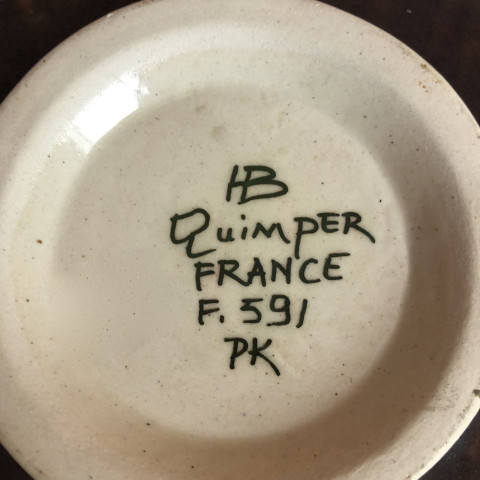 HB
Quimper
FRANCE
F. 591
PK